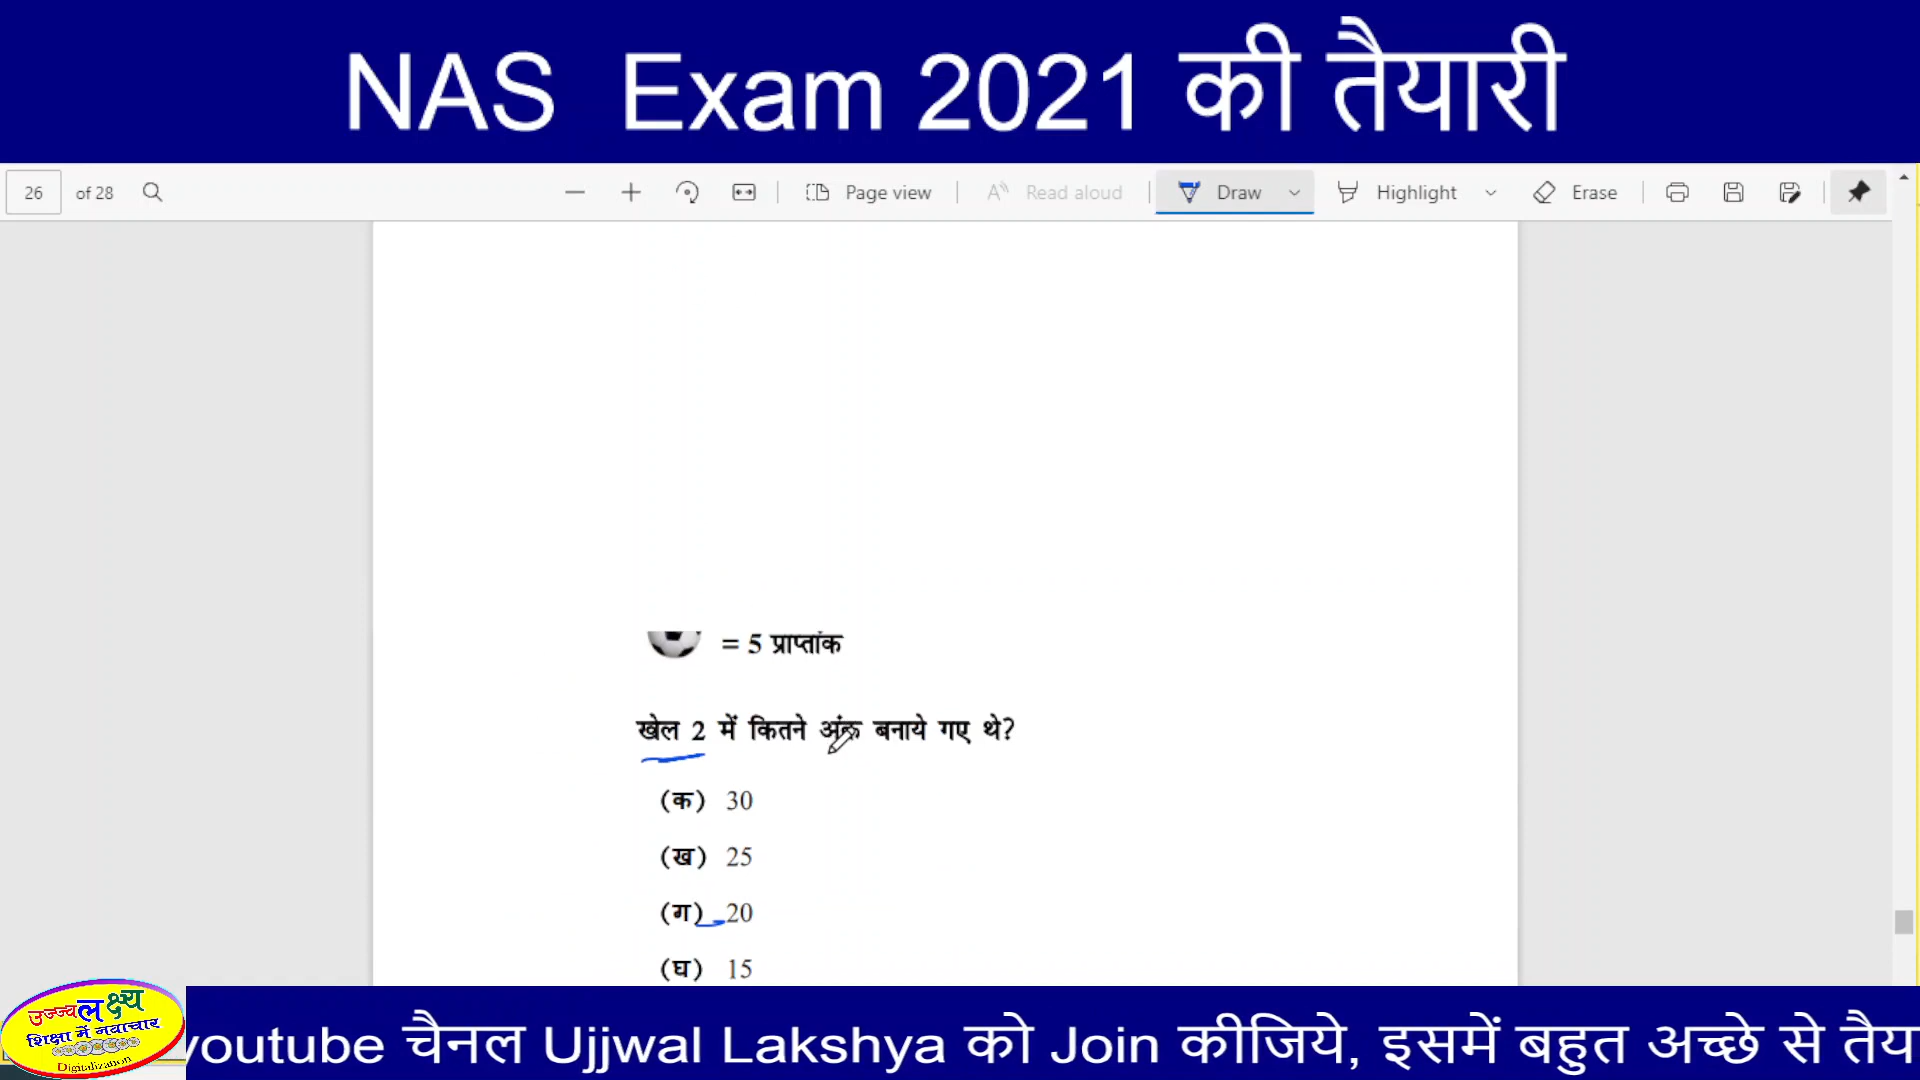 NAS Exam 2021 की तैयारी
26 of 28 Page view Read aloud Draw Highlight Erase
= 5 प्राप्तांक
खेल 2 में कितने अंक बनाये गए थे?
(क) 30
(ख) 25
(ग) 20
(घ) 15
उज्ज्वल लक्ष्य
शिक्षा में नवाचार
Digitalization
youtube चैनल Ujjwal Lakshya को Join कीजिये, इसमें बहुत अच्छे से तैय